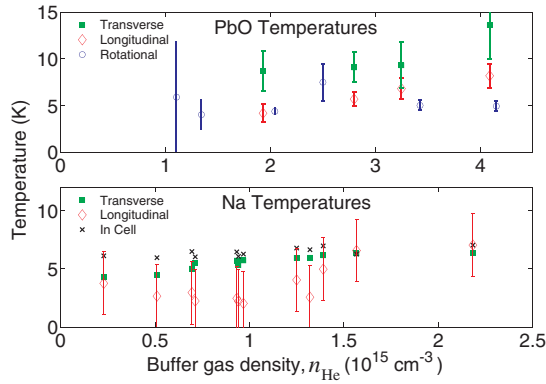 PbO Temperatures
Transverse
Longitudinal
Rotational
15
10
5
0
0
1
2
3
4
Temperature (K)
Na Temperatures
Transverse
Longitudinal
In Cell
10
5
0
0
0.5
1
1.5
2
2.5
Buffer gas density, nHe (10^15 cm-3)